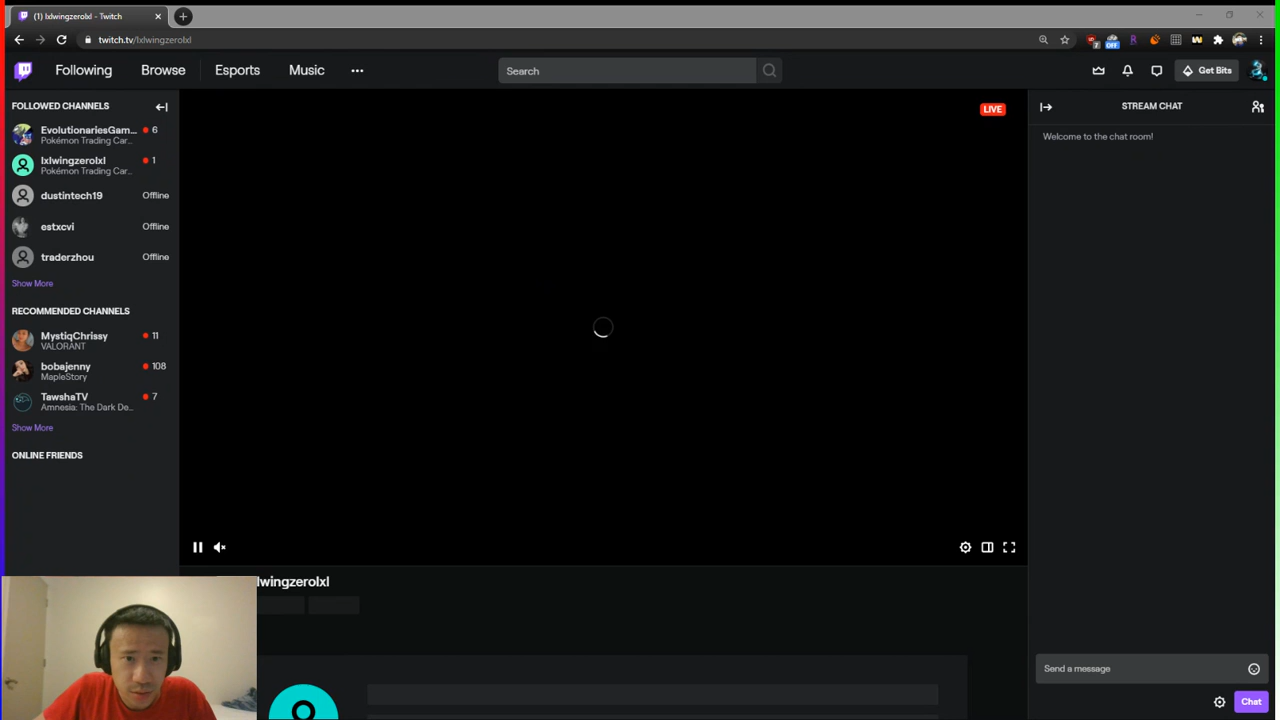 (1) lxlwingzerolxl - Twitch
twitch.tv/lxlwingzerolxl
OFF
Following
Browse
Esports
Music
Search
Get Bits
FOLLOWED CHANNELS
EvolutionariesGam... 6
Pokémon Trading Car...
lxlwingzerolxl 1
Pokémon Trading Car...
dustintech19 Offline
estxcvi Offline
traderzhou Offline
Show More
RECOMMENDED CHANNELS
MystiqChrissy 11
VALORANT
bobajenny 108
MapleStory
TawshaTV 7
Amnesia: The Dark De...
Show More
ONLINE FRIENDS
LIVE
lwingzerolxl
STREAM CHAT
Welcome to the chat room!
Send a message
Chat